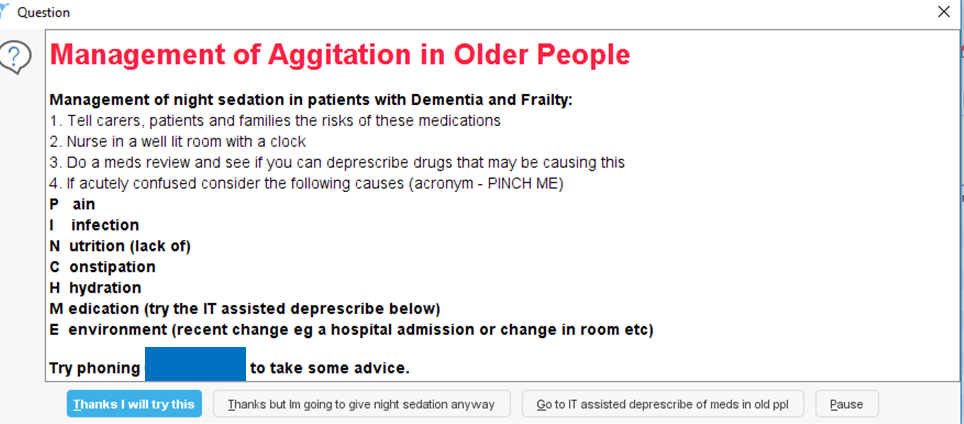 Question
Management of Aggitation in Older People
Management of night sedation in patients with Dementia and Frailty:
1. Tell carers, patients and families the risks of these medications
2. Nurse in a well lit room with a clock
3. Do a meds review and see if you can deprescribe drugs that may be causing this
4. If acutely confused consider the following causes (acronym - PINCH ME)
P ain
I infection
N utrition (lack of)
C onstipation
H hydration
M edication (try the IT assisted deprescribe below)
E environment (recent change eg a hospital admission or change in room etc)
Try phoning to take some advice.
Thanks I will try this Thanks but Im going to give night sedation anyway Go to IT assisted deprescribe of meds in old ppl Pause